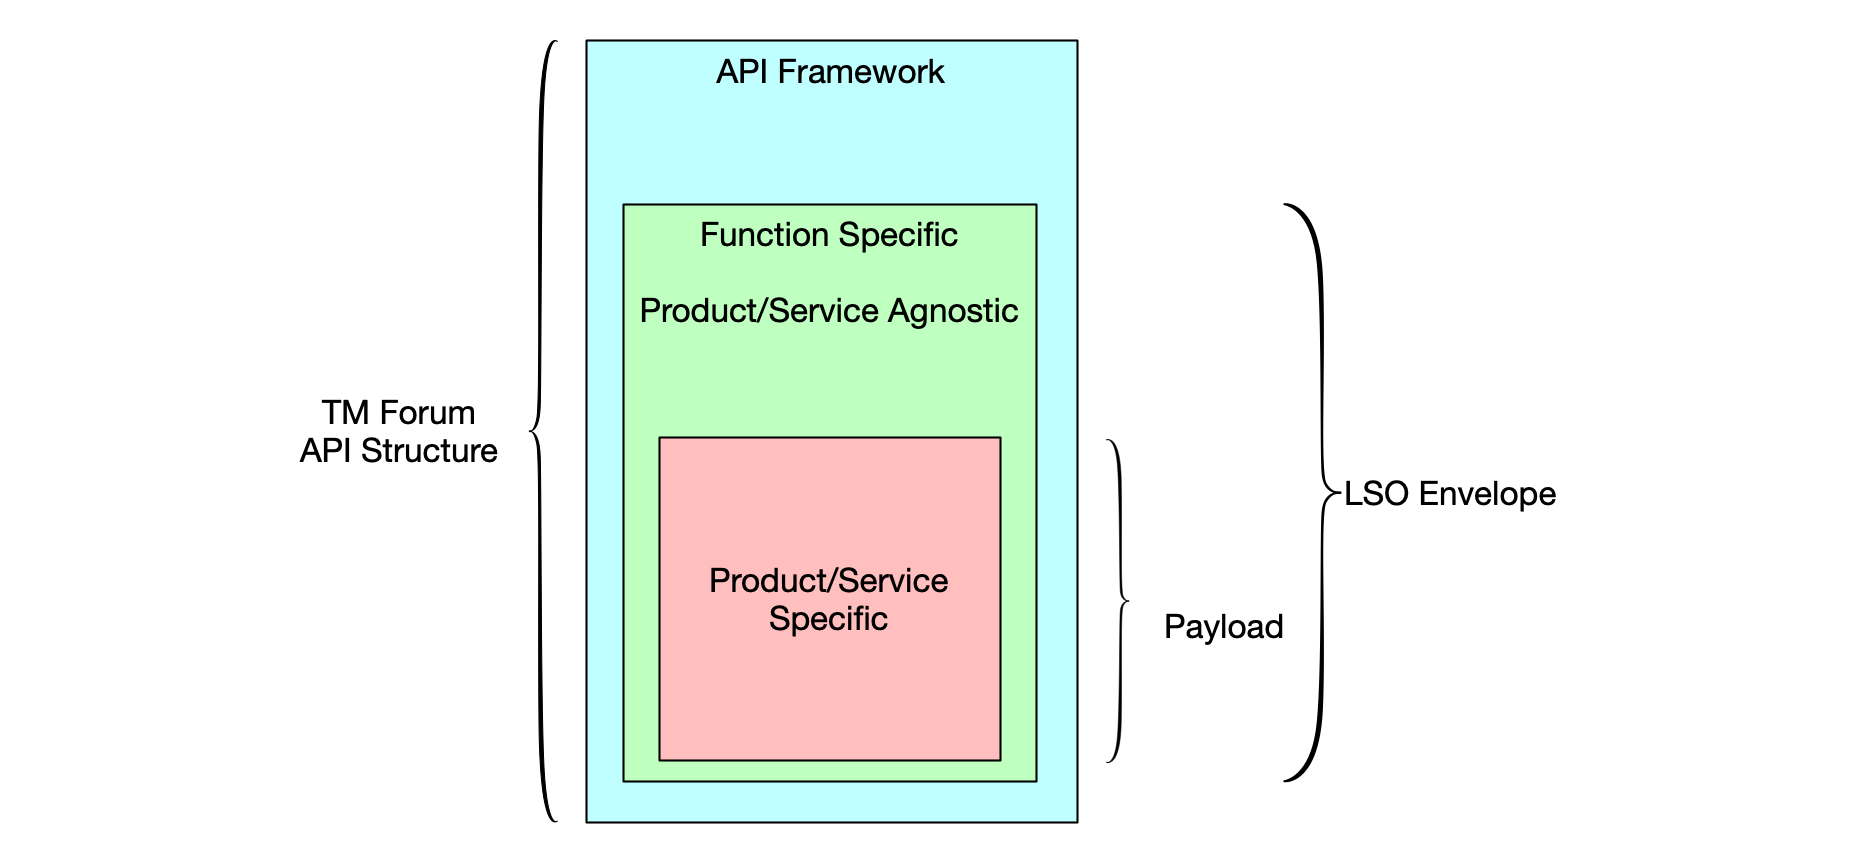 API Framework
Function Specific
Product/Service Agnostic
TM Forum
API Structure
LSO Envelope
Product/Service
Specific
Payload